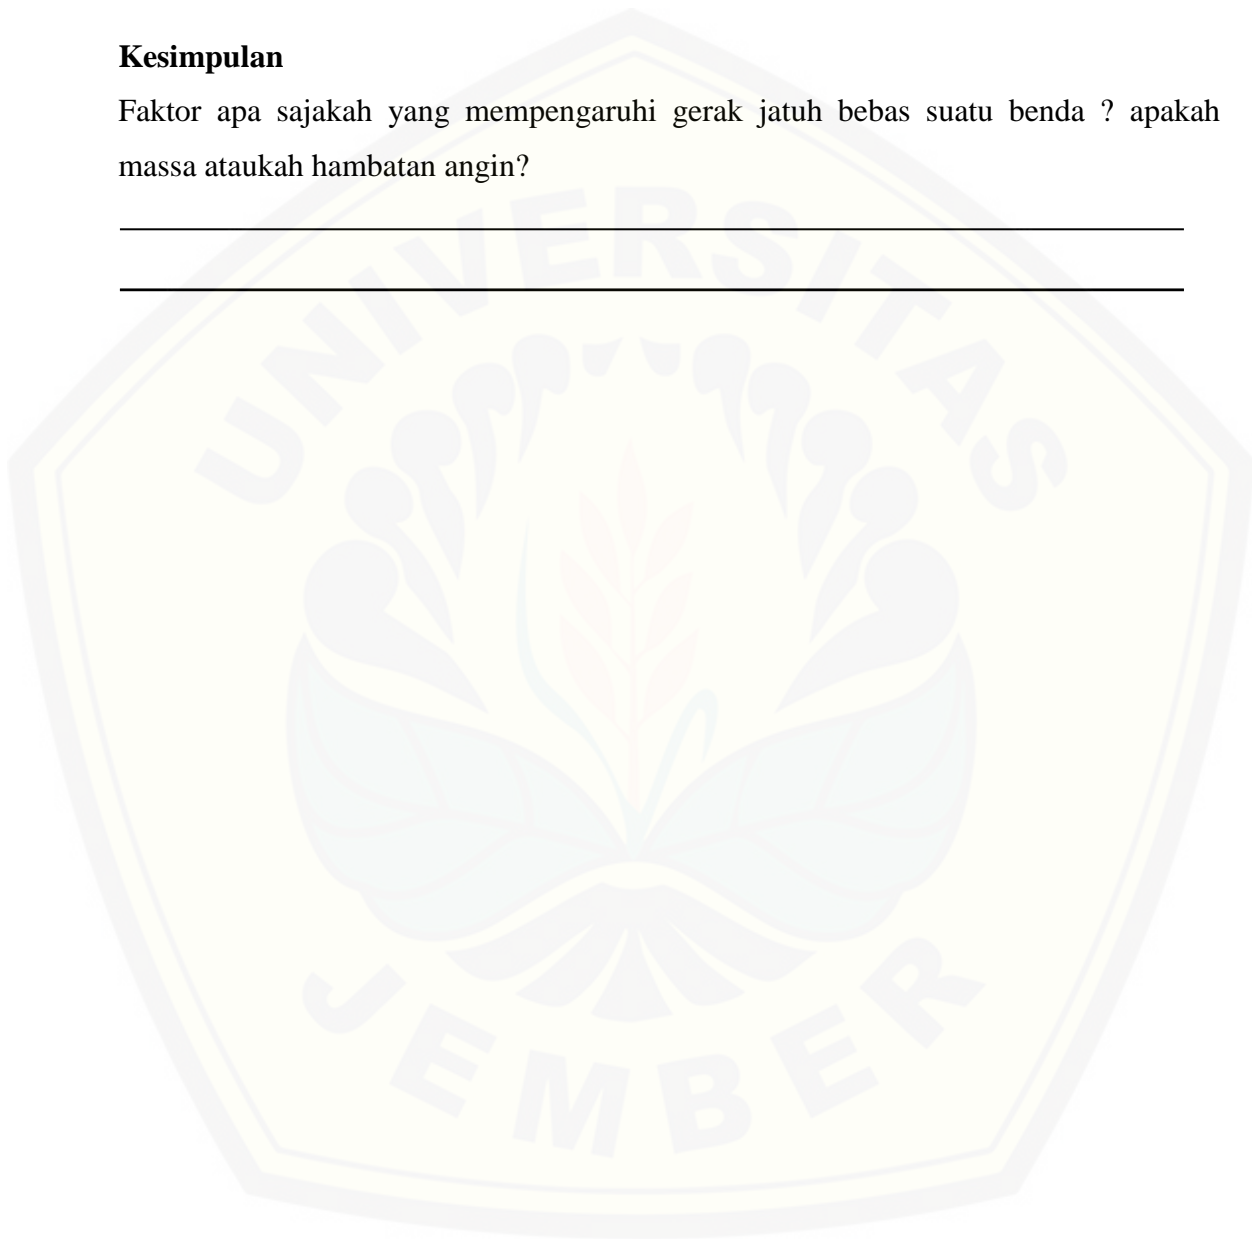 Kesimpulan
Faktor apa sajakah yang mempengaruhi gerak jatuh bebas suatu benda ? apakah
massa ataukah hambatan angin?
UNIVERSITAS
JEMBER